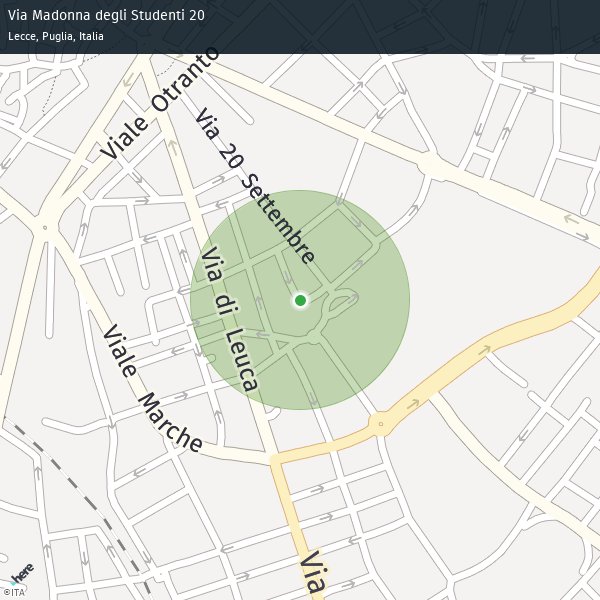 Via Madonna degli Studenti 20
Lecce, Puglia, Italia
Viale Otranto
Via 20 Settembre
Via di Leuca
Viale Marche
Via
here
©ITA